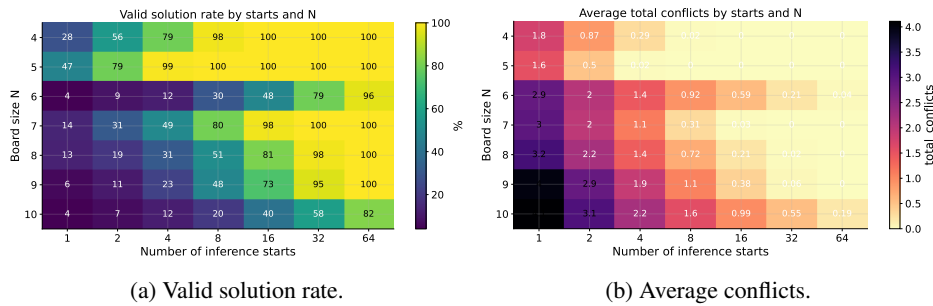 Valid solution rate by starts and N
4 28 56 79 98 100 100 100
5 47 79 99 100 100 100 100
6 4 9 12 30 48 79 96
7 14 31 49 80 98 100 100
8 13 19 31 51 81 98 100
9 6 11 23 48 73 95 100
10 4 7 12 20 40 58 82
1 2 4 8 16 32 64
Number of inference starts
Board size N
100
80
60
40
20
%
Average total conflicts by starts and N
4 1.8 0.87 0.29 0.02
5 1.6 0.5
6 2.9 2 1.4 0.92 0.59 0.21
7 3 2 1.1 0.31
8 3.2 2.2 1.4 0.72 0.21
9 2.9 1.9 1.1 0.38
10 3.1 2.2 1.6 0.99 0.55 0.19
1 2 4 8 16 32 64
Number of inference starts
Board size N
4.0
3.5
3.0
2.5
2.0
1.5
1.0
0.5
0.0
total conflicts
(a) Valid solution rate.
(b) Average conflicts.